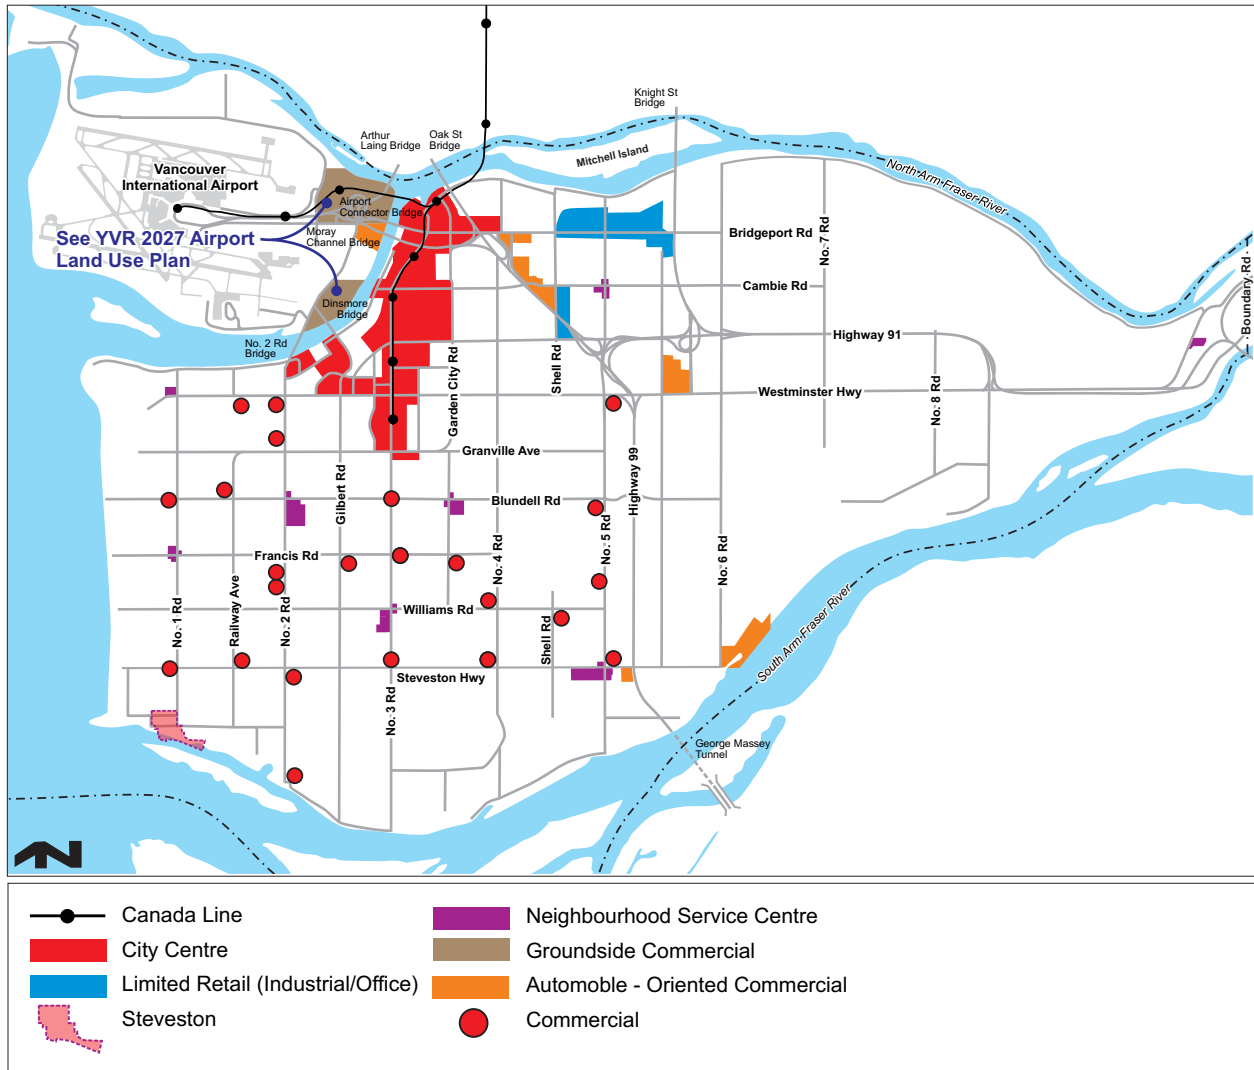 Knight St
Bridge
Arthur
Laing Bridge
Oak St
Bridge
Mitchell Island
North Arm Fraser River
Vancouver
International Airport
Airport
Connector Bridge
Moray
Channel Bridge
See YVR 2027 Airport
Land Use Plan
Dinsmore
Bridge
No. 2 Rd
Bridge
Bridgeport Rd
No. 7 Rd
Cambie Rd
Boundary Rd
Highway 91
Shell Rd
Garden City Rd
Westminster Hwy
No. 8 Rd
Granville Ave
Highway 99
Gilbert Rd
Blundell Rd
Francis Rd
No. 4 Rd
No. 5 Rd
No. 6 Rd
No. 1 Rd
Railway Ave
No. 2 Rd
Williams Rd
Shell Rd
South Arm Fraser River
Steveston Hwy
No. 3 Rd
George Massey
Tunnel
N
Canada Line
City Centre
Limited Retail (Industrial/Office)
Steveston
Neighbourhood Service Centre
Groundside Commercial
Automoble - Oriented Commercial
Commercial